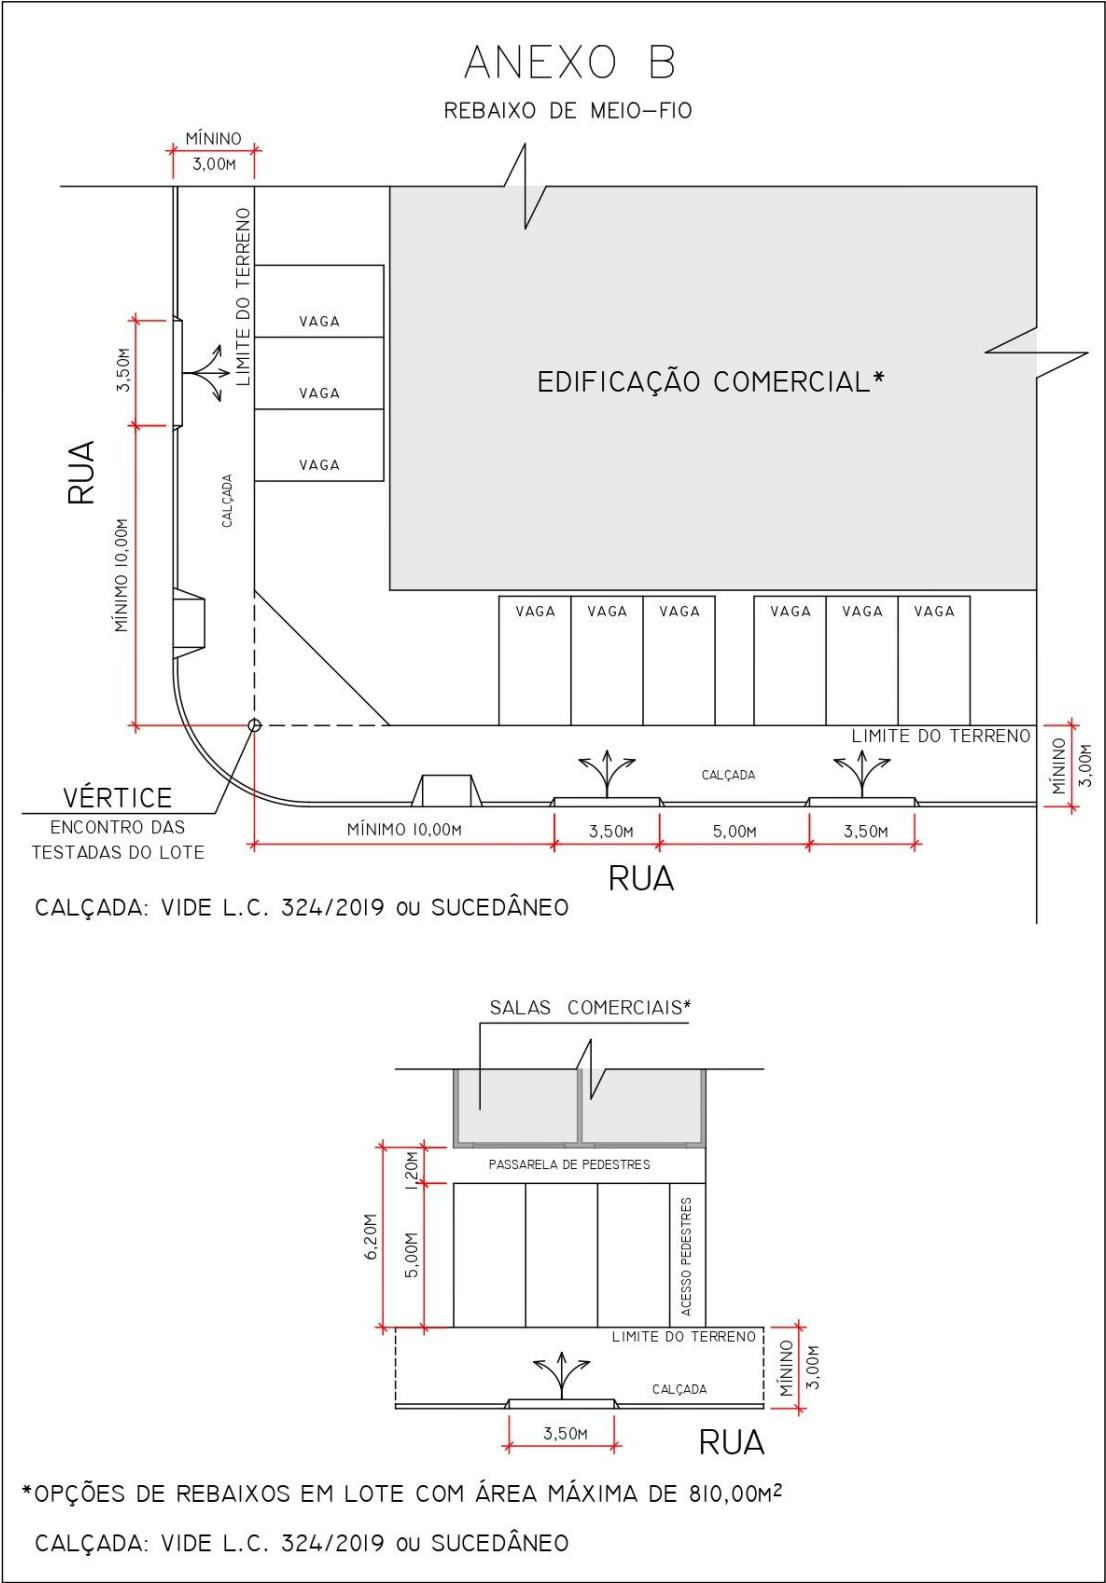 ANEXO B
REBAIXO DE MEIO-FIO
MÍNINO
3,00M
LIMITE DO TERRENO
VAGA
VAGA
VAGA
EDIFICAÇÃO COMERCIAL*
3,50M
RUA
CALÇADA
MÍNIMO 10,00M
VAGA VAGA VAGA VAGA VAGA VAGA
LIMITE DO TERRENO
CALÇADA
MÍNINO
3,00M
VÉRTICE
ENCONTRO DAS
TESTADAS DO LOTE
MÍNIMO 10,00M 3,50M 5,00M 3,50M
RUA
CALÇADA: VIDE L.C. 324/2019 OU SUCEDÂNEO
SALAS COMERCIAIS*
PASSARELA DE PEDESTRES
1,20M
6,20M
5,00M
ACESSO PEDESTRES
LIMITE DO TERRENO
CALÇADA
MÍNINO
3,00M
3,50M
RUA
*OPÇÕES DE REBAIXOS EM LOTE COM ÁREA MÁXIMA DE 810,00M²
CALÇADA: VIDE L.C. 324/2019 OU SUCEDÂNEO